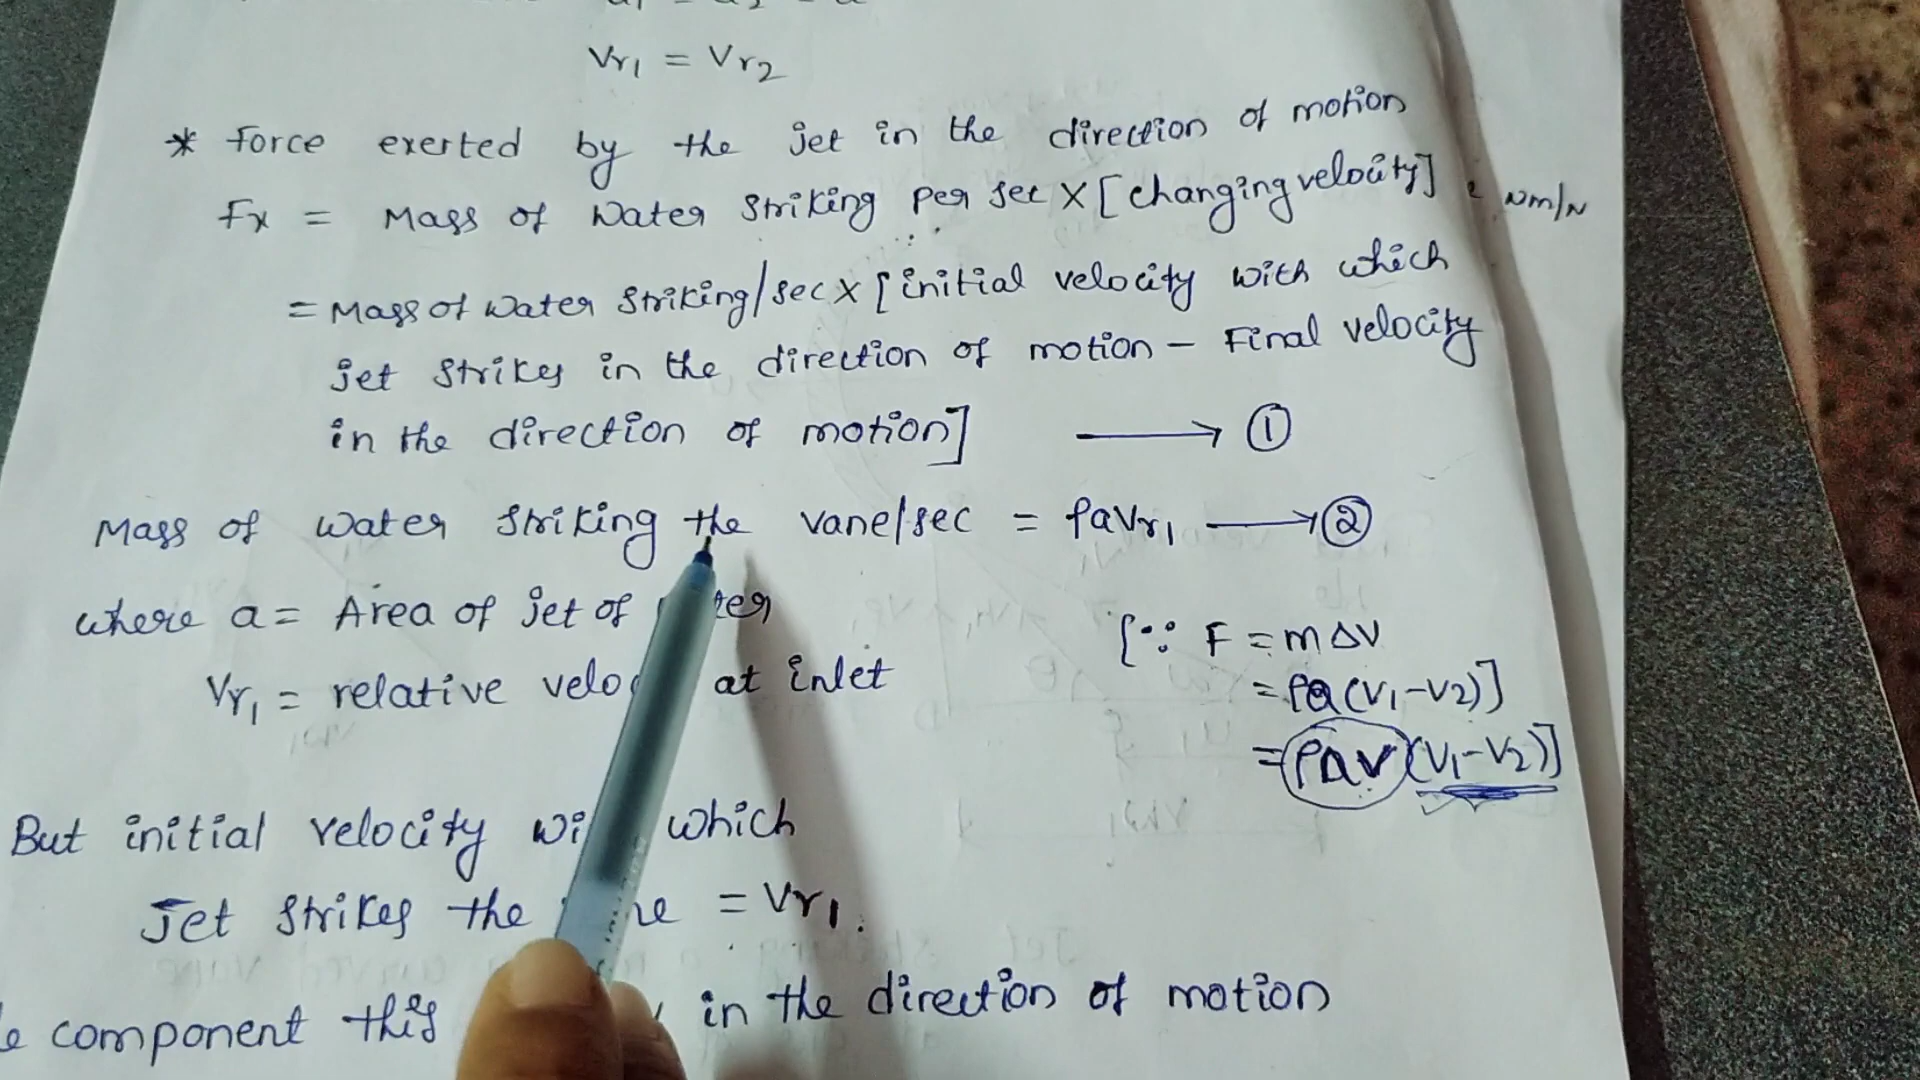 Vr1 = Vr2
* Force exerted by the jet in the direction of motion
Fx = Mass of Water Striking per sec X [changing velocity]
Nm/N
= Mass of Water Striking/sec X [initial velocity with which
jet strikes in the direction of motion - Final velocity
in the direction of motion] → ①
Mass of water striking the vane/sec = ρaVr1 → ②
where a = Area of jet of
Vr1 = relative at inlet
[∵ F = mΔV
= ρQ(V1-V2)]
= ρav(V1-V2)]
But initial velocity which
Jet strikes the = Vr1.
component this in the direction of motion